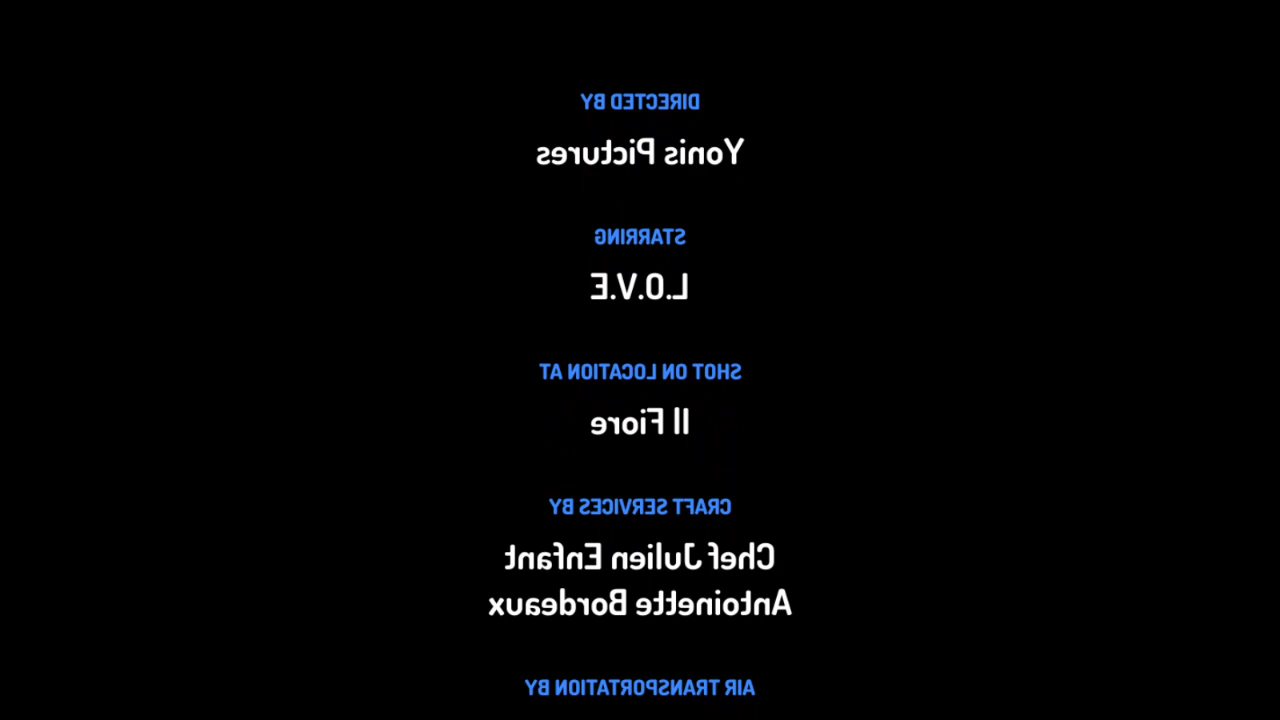 DIRECTED BY
Yonis Pictures
STARRING
L.O.V.E
SHOT ON LOCATION AT
Il Fiore
CRAFT SERVICES BY
Chef Julien Enfant
Antoinette Bordeaux
AIR TRANSPORTATION BY